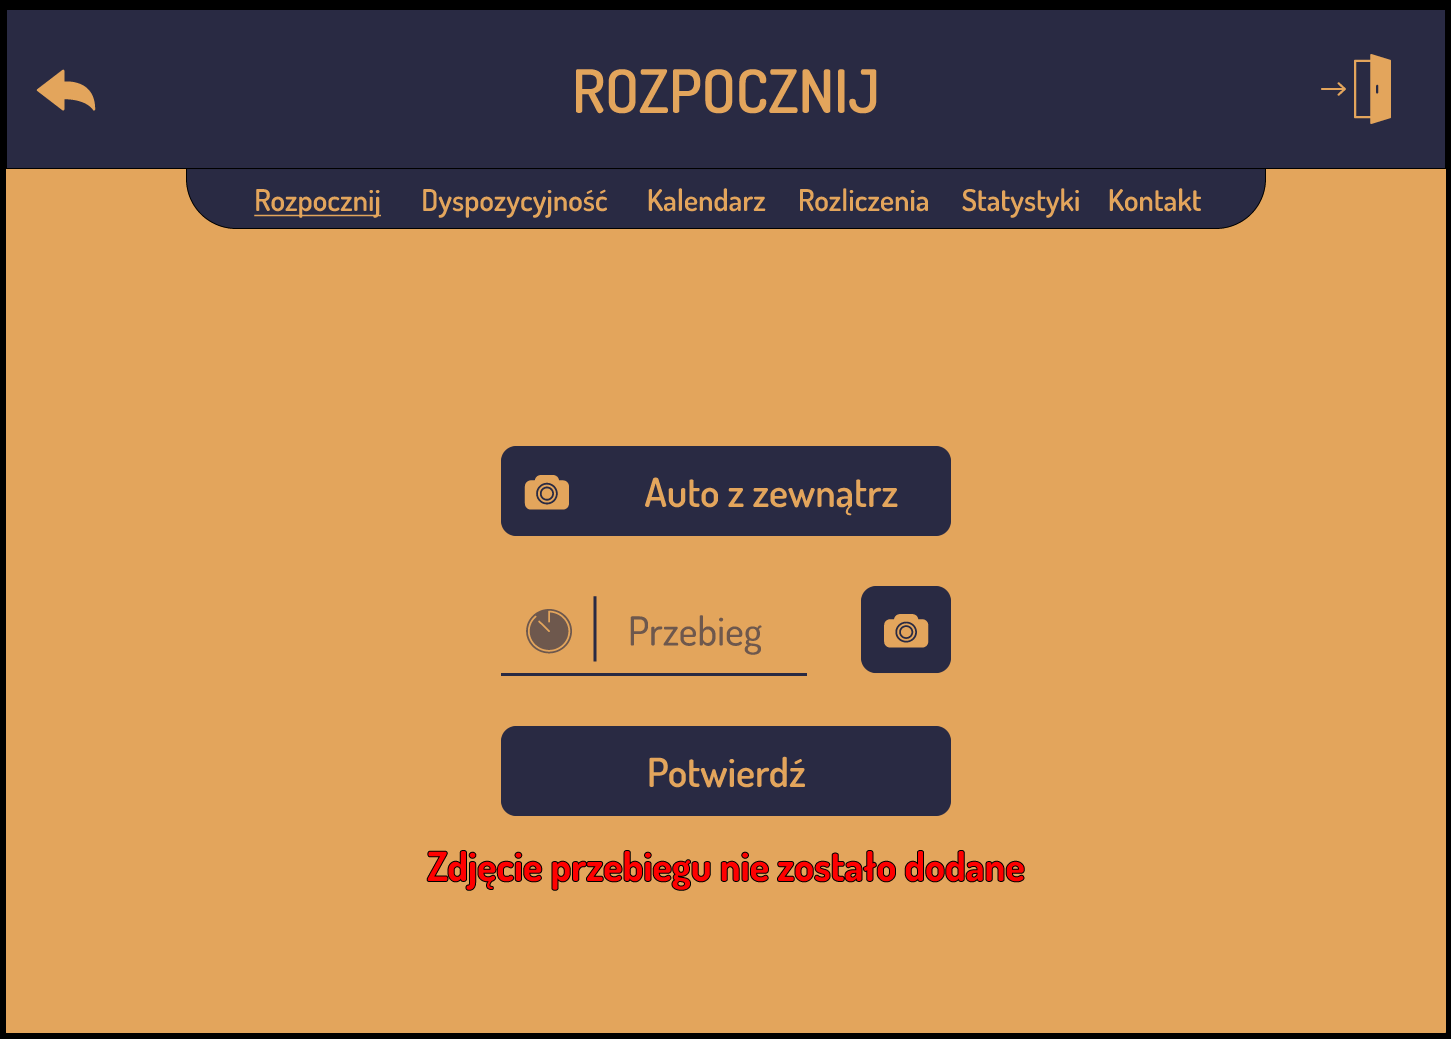 ROZPOCZNIJ
Rozpocznij Dyspozycyjność Kalendarz Rozliczenia Statystyki Kontakt
Auto z zewnątrz
Przebieg
Potwierdź
Zdjęcie przebiegu nie zostało dodane